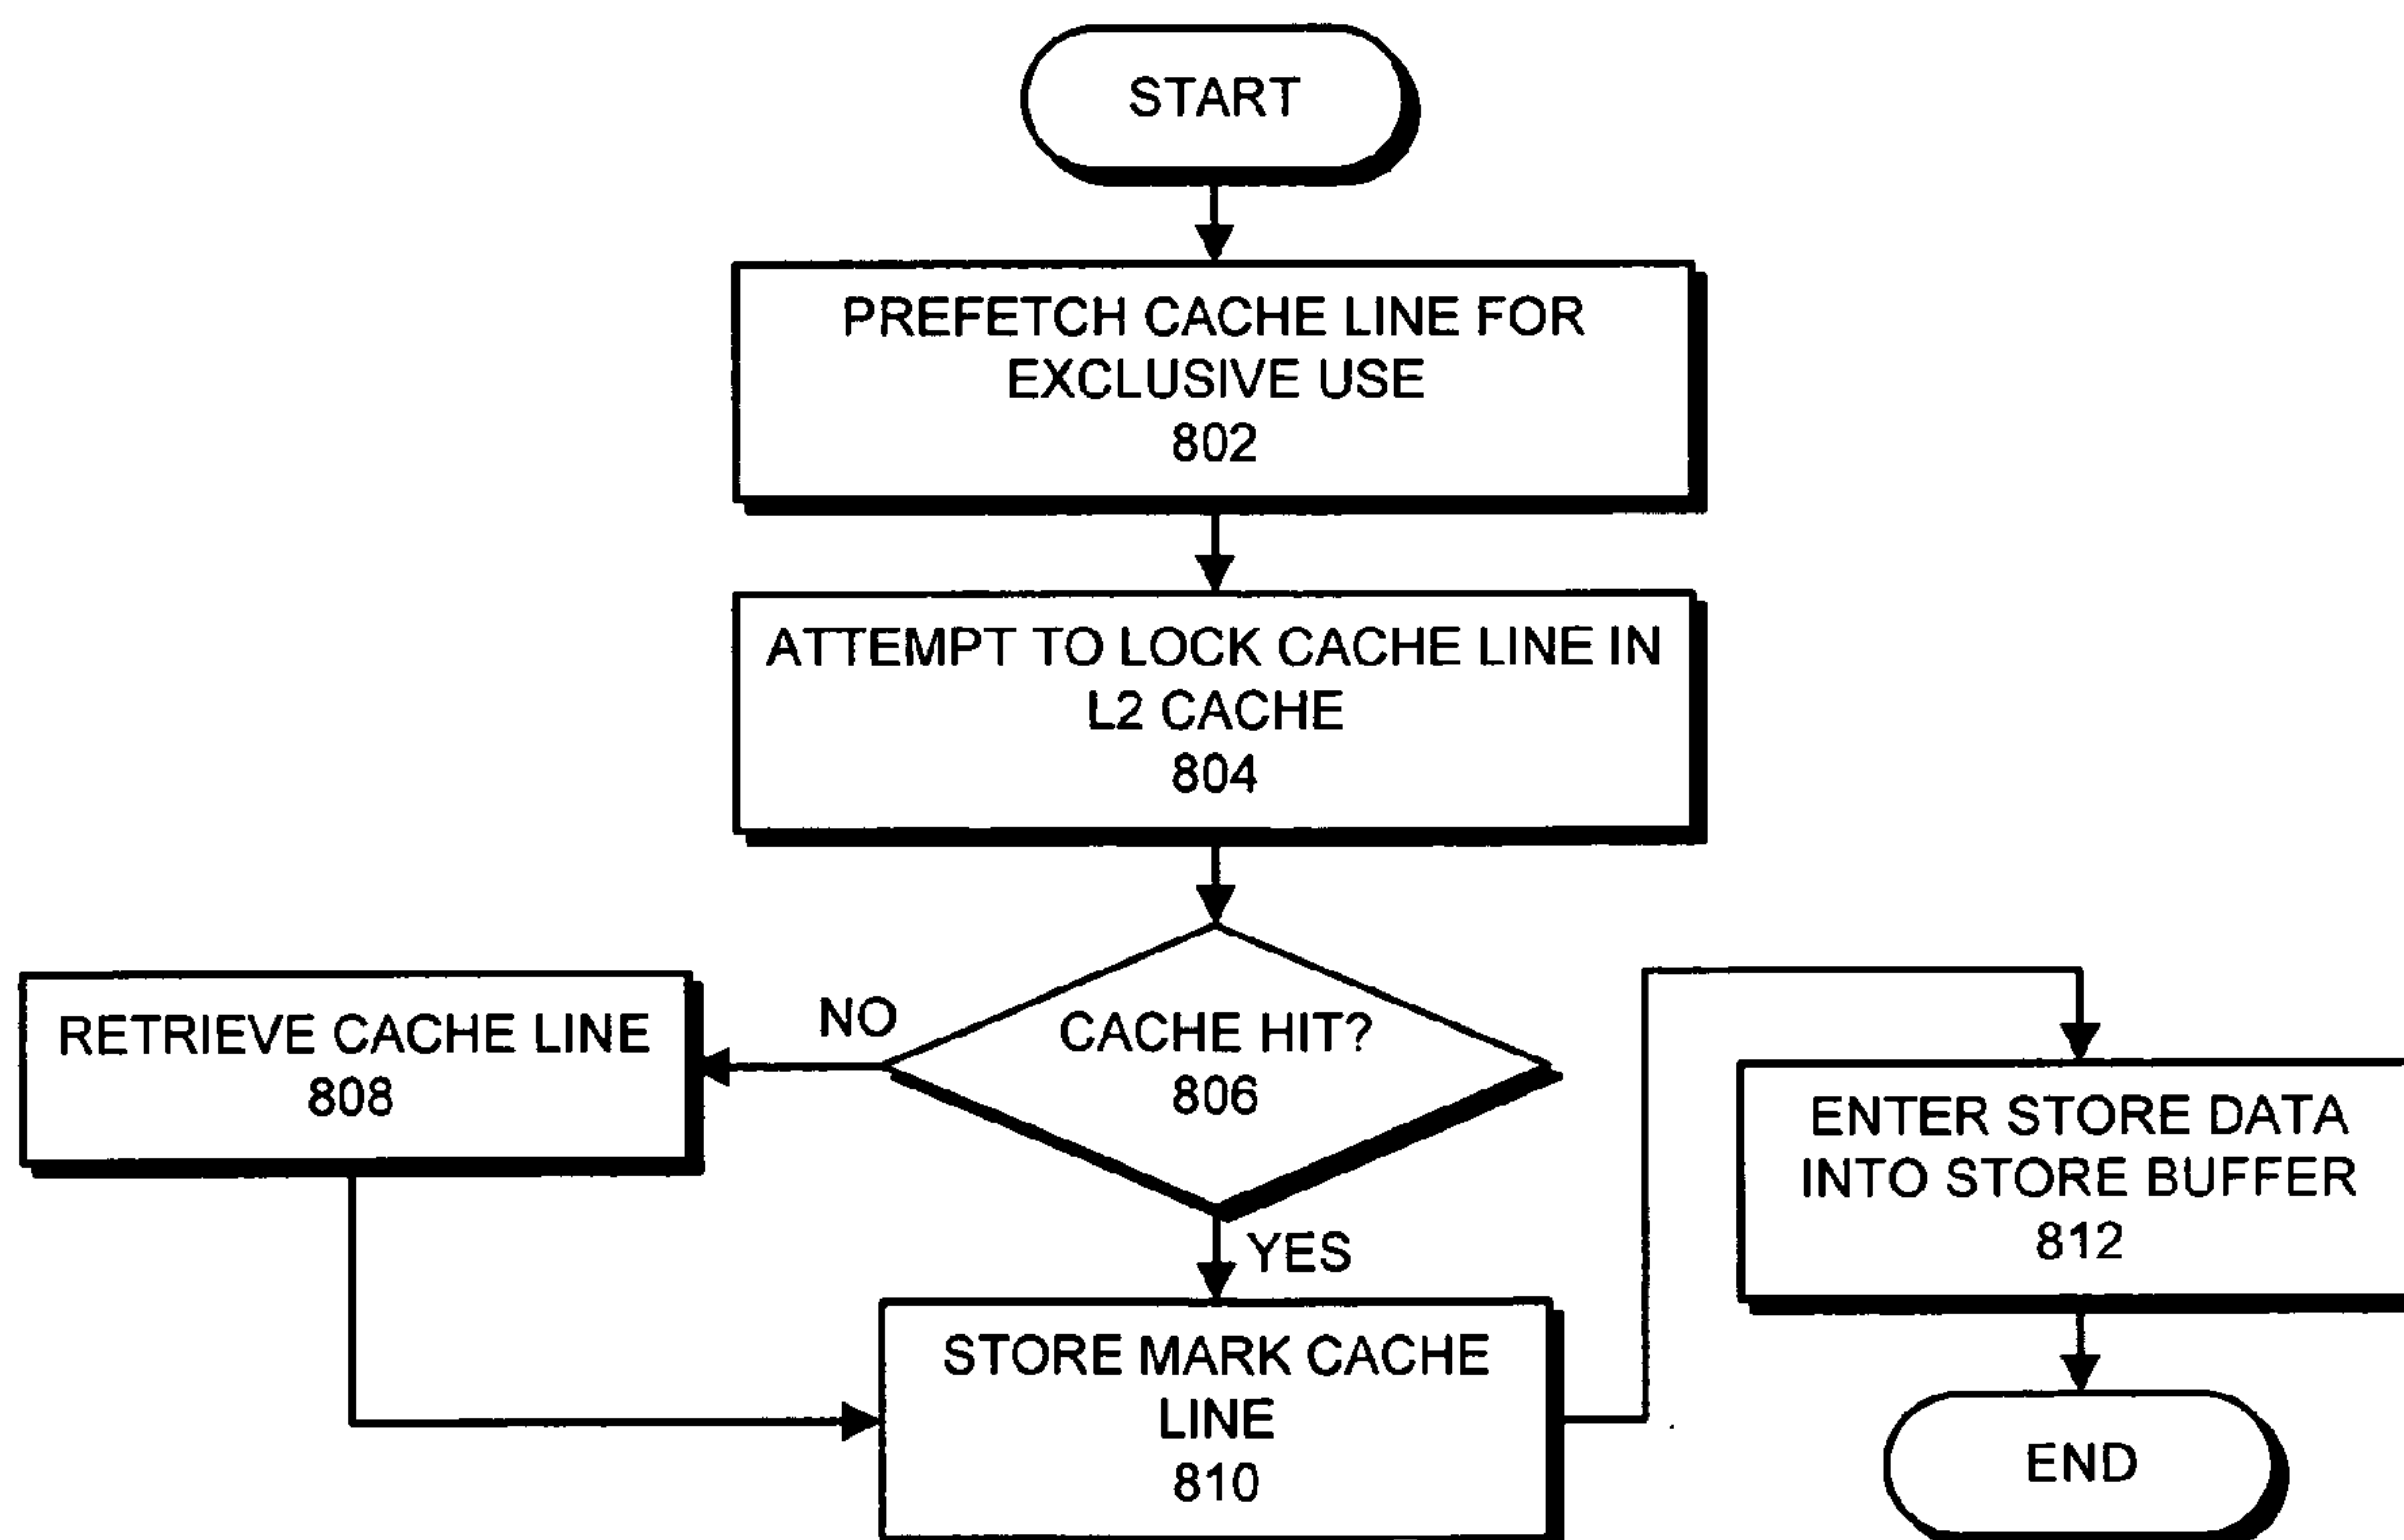 START
PREFETCH CACHE LINE FOR
EXCLUSIVE USE
802
ATTEMPT TO LOCK CACHE LINE IN
L2 CACHE
804
CACHE HIT?
806
NO
RETRIEVE CACHE LINE
808
YES
STORE MARK CACHE
LINE
810
ENTER STORE DATA
INTO STORE BUFFER
812
END